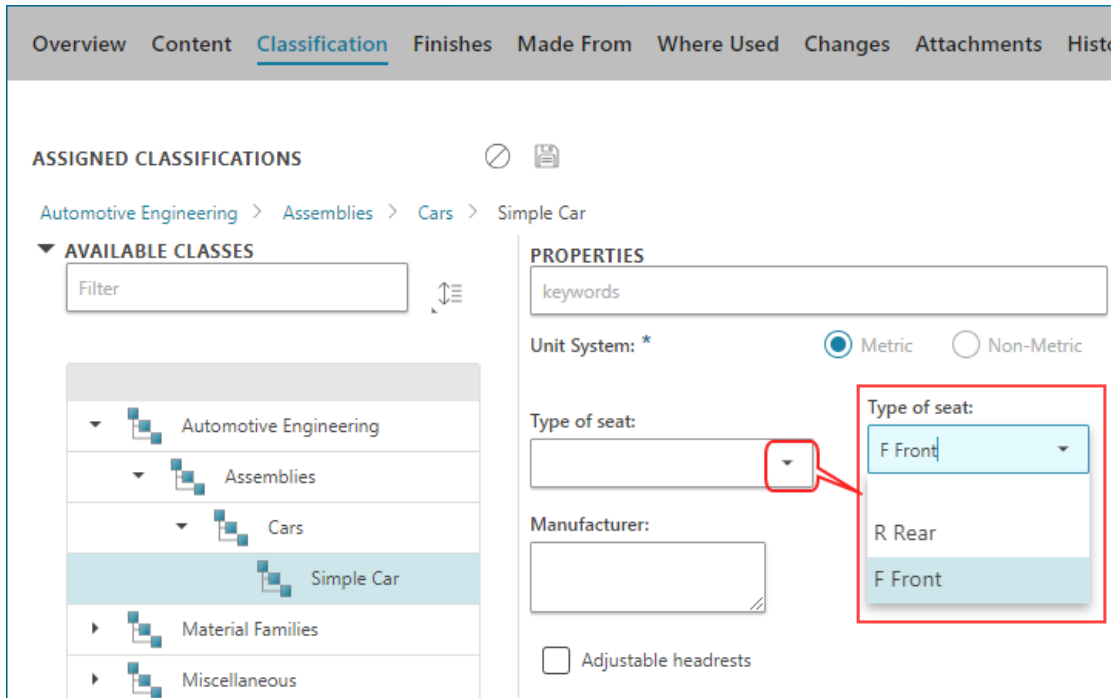 Overview Content Classification Finishes Made From Where Used Changes Attachments Histo
ASSIGNED CLASSIFICATIONS
Automotive Engineering > Assemblies > Cars > Simple Car
AVAILABLE CLASSES
Filter
Automotive Engineering
Assemblies
Cars
Simple Car
Material Families
Miscellaneous
PROPERTIES
keywords
Unit System: *
Metric
Non-Metric
Type of seat:
Manufacturer:
Adjustable headrests
Type of seat:
F Front
R Rear
F Front